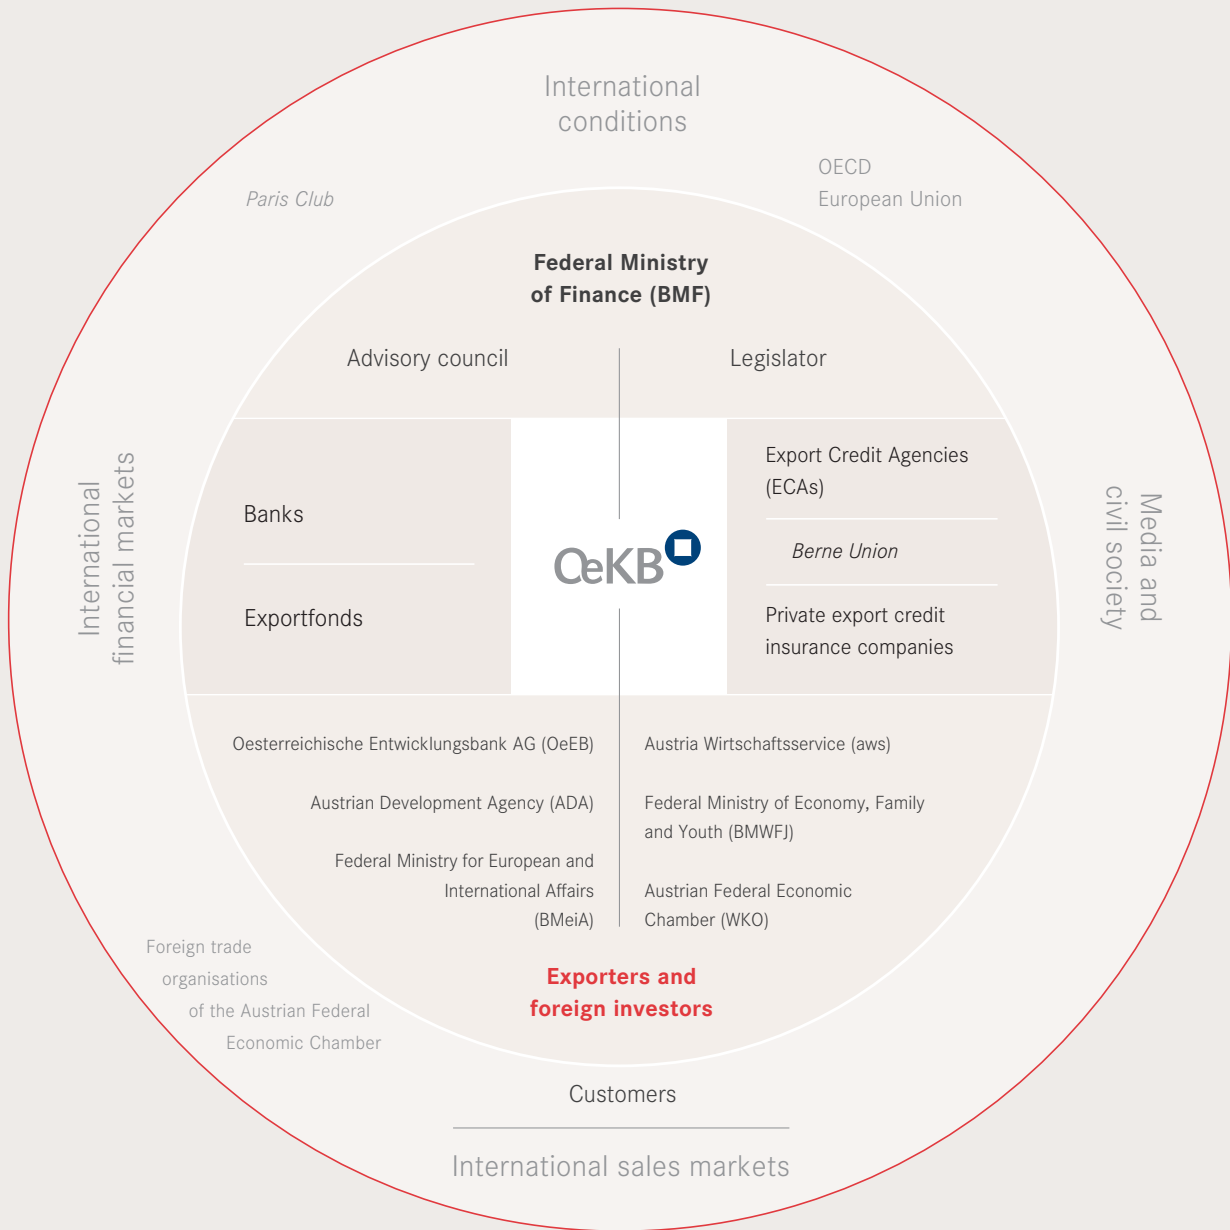 International
conditions
Paris Club
OECD
European Union
Federal Ministry
of Finance (BMF)
Advisory council
Legislator
International
financial markets
Banks
Exportfonds
OeKB
Export Credit Agencies
(ECAs)
Berne Union
Private export credit
insurance companies
Media and
civil society
Oesterreichische Entwicklungsbank AG (OeEB)
Austrian Development Agency (ADA)
Federal Ministry for European and
International Affairs
(BMeiA)
Austria Wirtschaftsservice (aws)
Federal Ministry of Economy, Family
and Youth (BMWFJ)
Austrian Federal Economic
Chamber (WKO)
Foreign trade
organisations
of the Austrian Federal
Economic Chamber
Exporters and
foreign investors
Customers
International sales markets